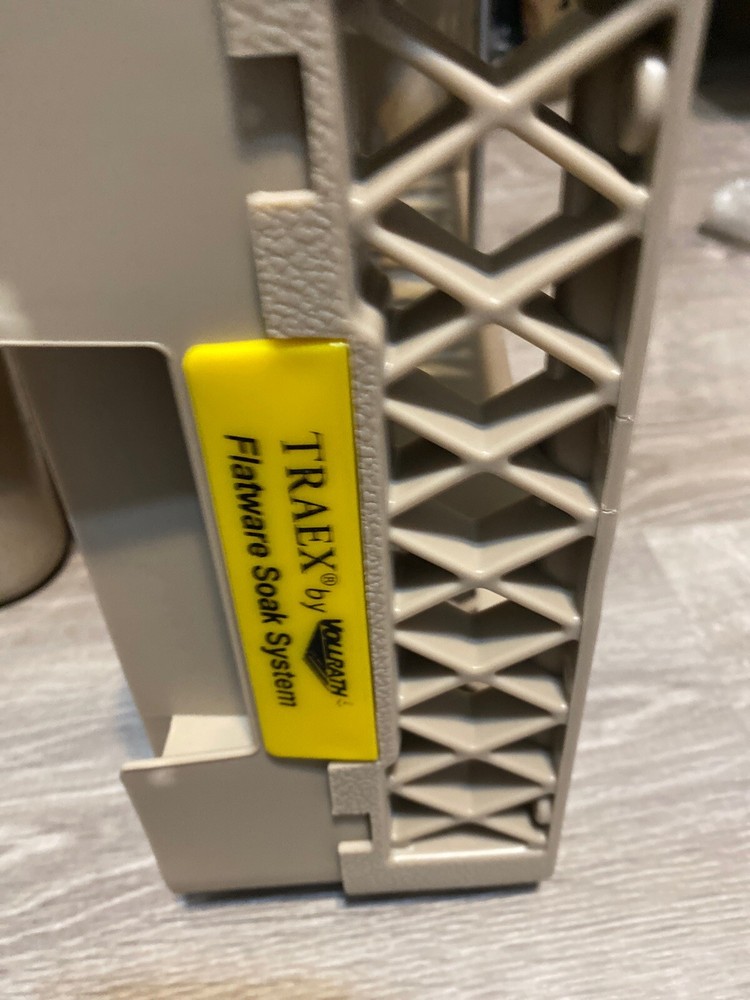 TRAEX® by VOLLRATH
Flatware Soak System